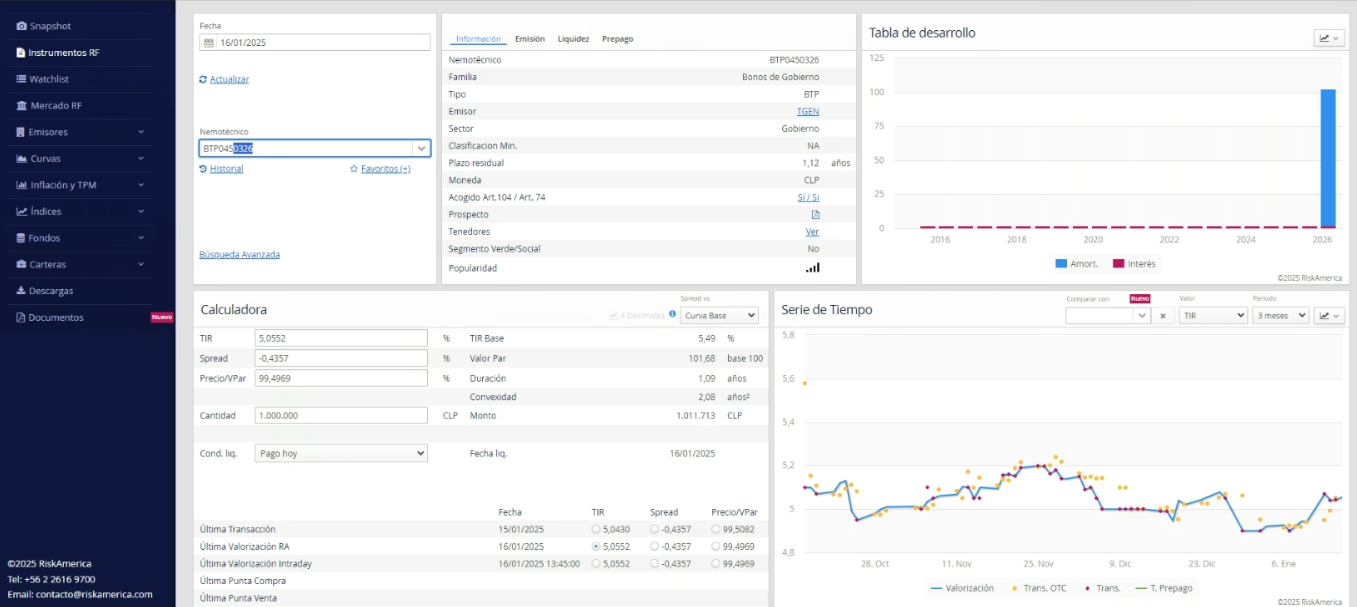 Snapshot
Instrumentos RF
Watchlist
Mercado RF
Emisores
Curvas
Inflación y TPM
Índices
Fondos
Carteras
Descargas
Documentos Nuevo
©2025 RiskAmerica
Tel: +56 2 2616 9700
Email: contacto@riskamerica.com
Fecha
16/01/2025
Actualizar
Nemotécnico
BTP0450326
Historial Favoritos (+)
Búsqueda Avanzada
Información Emisión Liquidez Prepago
Nemotécnico BTP0450326
Familia Bonos de Gobierno
Tipo BTP
Emisor TGEN
Sector Gobierno
Clasificacion Min. NA
Plazo residual 1,12 años
Moneda CLP
Acogido Art.104 / Art. 74 Si / Si
Prospecto
Tenedores Ver
Segmento Verde/Social No
Popularidad
Tabla de desarrollo
125
100
75
50
25
0
2016 2018 2020 2022 2024 2026
Amort. Interés
©2025 RiskAmerica
Calculadora
4 Decimales
Spread vs
Curva Base
TIR 5,0552 % TIR Base 5,49 %
Spread -0,4357 % Valor Par 101,68 base 100
Precio/VPar 99,4969 % Duración 1,09 años
Convexidad 2,08 años²
Cantidad 1.000.000 CLP Monto 1.011.713 CLP
Cond. liq. Pago hoy Fecha liq. 16/01/2025
Fecha TIR Spread Precio/VPar
Última Transacción 15/01/2025 5,0430 -0,4357 99,5082
Última Valorización RA 16/01/2025 5,0552 -0,4357 99,4969
Última Valorización Intraday 16/01/2025 13:45:00 5,0552 -0,4357 99,4969
Última Punta Compra
Última Punta Venta
Serie de Tiempo
Comparar con Nuevo
Valor
TIR
Periodo
3 meses
5,8
5,6
5,4
5,2
5
4,8
28. Oct 11. Nov 25. Nov 9. Dic 23. Dic 6. Ene
Valorización Trans. OTC Trans. T. Prepago
©2025 RiskAmerica